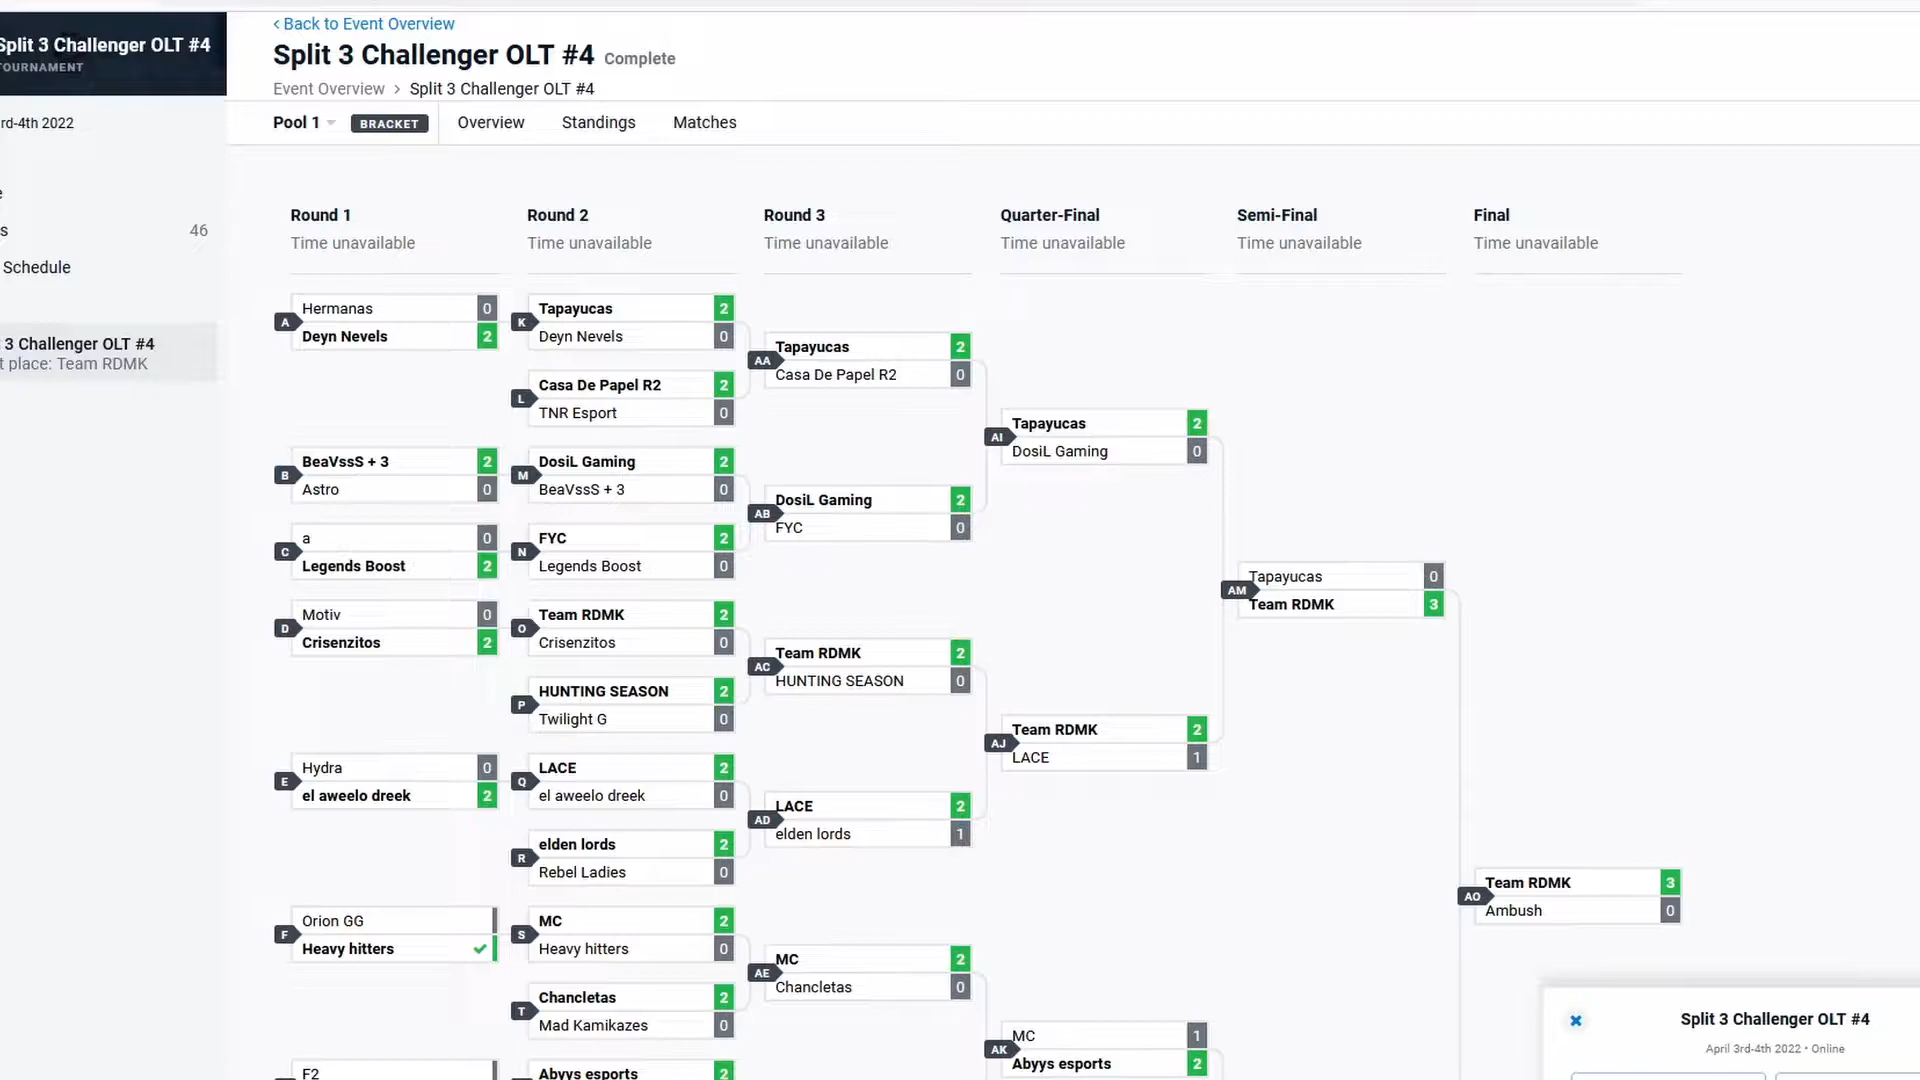 Split 3 Challenger OLT #4
TOURNAMENT
rd-4th 2022
46
Schedule
3 Challenger OLT #4
t place: Team RDMK
‹ Back to Event Overview
Split 3 Challenger OLT #4 Complete
Event Overview › Split 3 Challenger OLT #4
Pool 1 BRACKET Overview Standings Matches
Round 1
Time unavailable
Round 2
Time unavailable
Round 3
Time unavailable
Quarter-Final
Time unavailable
Semi-Final
Time unavailable
Final
Time unavailable
A
Hermanas 0
Deyn Nevels 2
B
BeaVssS + 3 2
Astro 0
C
a 0
Legends Boost 2
D
Motiv 0
Crisenzitos 2
E
Hydra 0
el aweelo dreek 2
F
Orion GG
Heavy hitters
F2
K
Tapayucas 2
Deyn Nevels 0
L
Casa De Papel R2 2
TNR Esport 0
M
DosiL Gaming 2
BeaVssS + 3 0
N
FYC 2
Legends Boost 0
O
Team RDMK 2
Crisenzitos 0
P
HUNTING SEASON 2
Twilight G 0
Q
LACE 2
el aweelo dreek 0
R
elden lords 2
Rebel Ladies 0
S
MC 2
Heavy hitters 0
T
Chancletas 2
Mad Kamikazes 0
Abyys esports 2
AA
Tapayucas 2
Casa De Papel R2 0
AB
DosiL Gaming 2
FYC 0
AC
Team RDMK 2
HUNTING SEASON 0
AD
LACE 2
elden lords 1
AE
MC 2
Chancletas 0
AI
Tapayucas 2
DosiL Gaming 0
AJ
Team RDMK 2
LACE 1
AK
MC 1
Abyys esports 2
AM
Tapayucas 0
Team RDMK 3
AO
Team RDMK 3
Ambush 0
Split 3 Challenger OLT #4
April 3rd-4th 2022 • Online